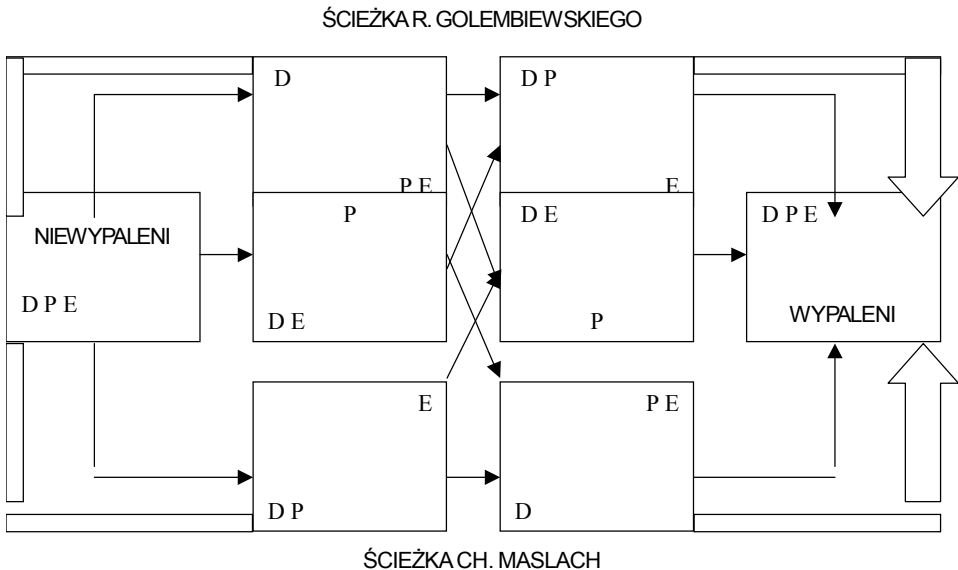 ŚCIEŻKA R. GOLEMBIEWSKIEGO
D
P E
D P
E
NIEWYPALENI
D P E
P
D E
D E
P
D P E
WYPALENI
E
D P
P E
D
ŚCIEŻKA CH. MASLACH